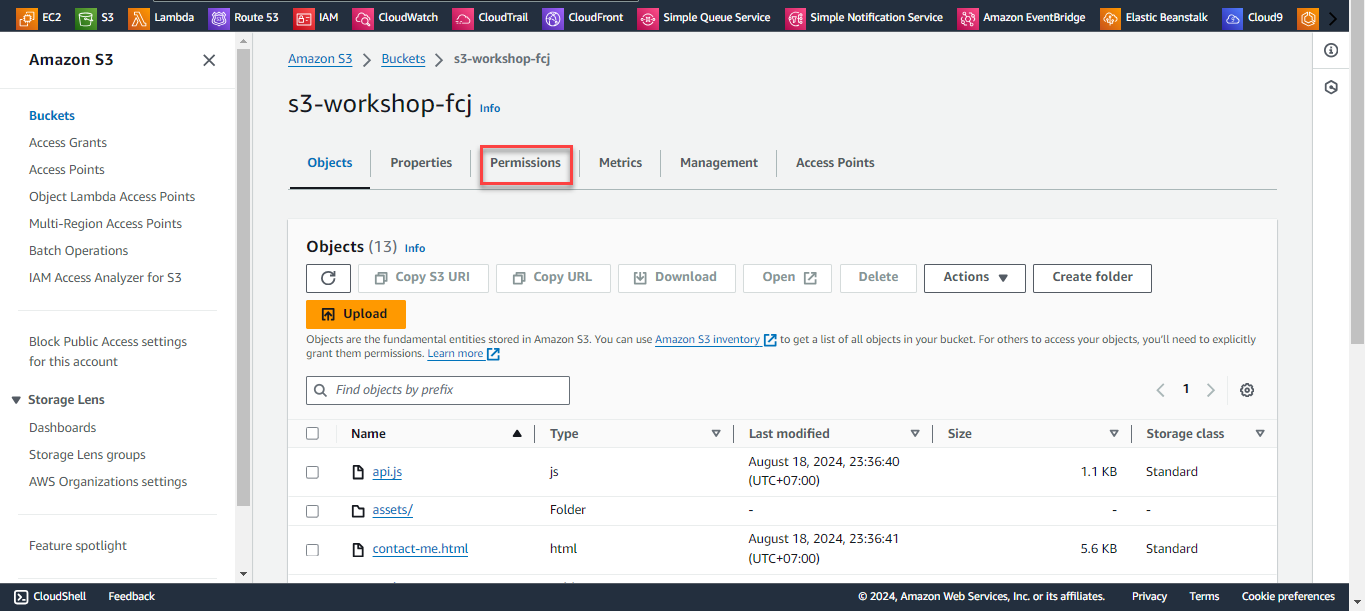 EC2 S3 Lambda Route 53 IAM CloudWatch CloudTrail CloudFront Simple Queue Service Simple Notification Service Amazon EventBridge Elastic Beanstalk Cloud9
Amazon S3
Buckets
Access Grants
Access Points
Object Lambda Access Points
Multi-Region Access Points
Batch Operations
IAM Access Analyzer for S3
Block Public Access settings
for this account
Storage Lens
Dashboards
Storage Lens groups
AWS Organizations settings
Feature spotlight
Amazon S3 Buckets s3-workshop-fcj
s3-workshop-fcj Info
Objects Properties Permissions Metrics Management Access Points
Objects (13) Info
Copy S3 URI Copy URL Download Open Delete Actions Create folder
Upload
Objects are the fundamental entities stored in Amazon S3. You can use Amazon S3 inventory to get a list of all objects in your bucket. For others to access your objects, you'll need to explicitly
grant them permissions. Learn more
Find objects by prefix
1
Name Type Last modified Size Storage class
api.js js August 18, 2024, 23:36:40 1.1 KB Standard
(UTC+07:00)
assets/ Folder - - -
contact-me.html html August 18, 2024, 23:36:41 5.6 KB Standard
(UTC+07:00)
CloudShell Feedback © 2024, Amazon Web Services, Inc. or its affiliates. Privacy Terms Cookie preferences